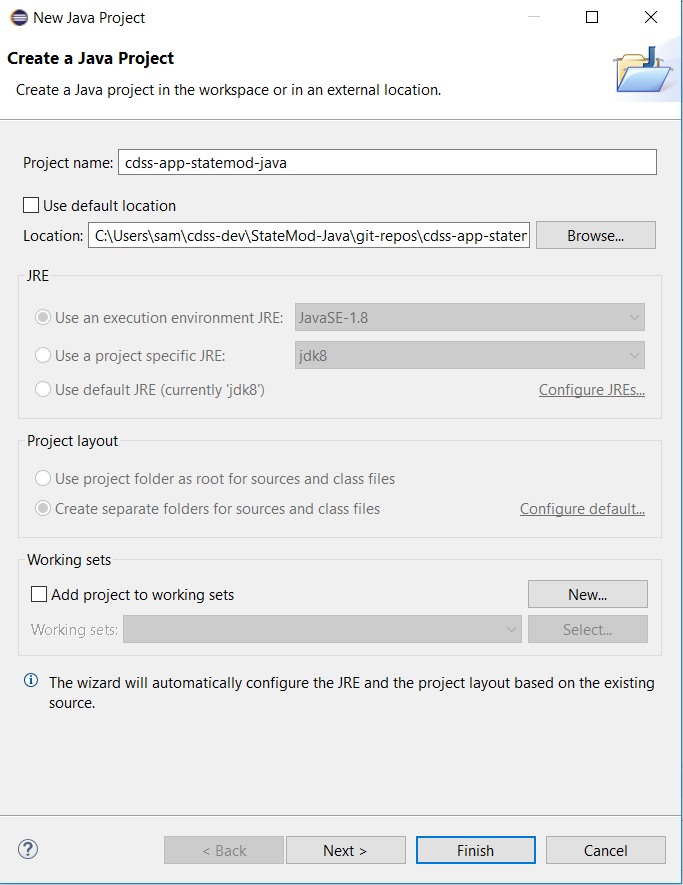 New Java Project
Create a Java Project
Create a Java project in the workspace or in an external location.
Project name: cdss-app-statemod-java
Use default location
Location: C:\Users\sam\cdss-dev\StateMod-Java\git-repos\cdss-app-stater Browse...
JRE
Use an execution environment JRE: JavaSE-1.8
Use a project specific JRE: jdk8
Use default JRE (currently 'jdk8') Configure JREs...
Project layout
Use project folder as root for sources and class files
Create separate folders for sources and class files Configure default...
Working sets
Add project to working sets New...
Working sets: Select...
The wizard will automatically configure the JRE and the project layout based on the existing
source.
? < Back Next > Finish Cancel